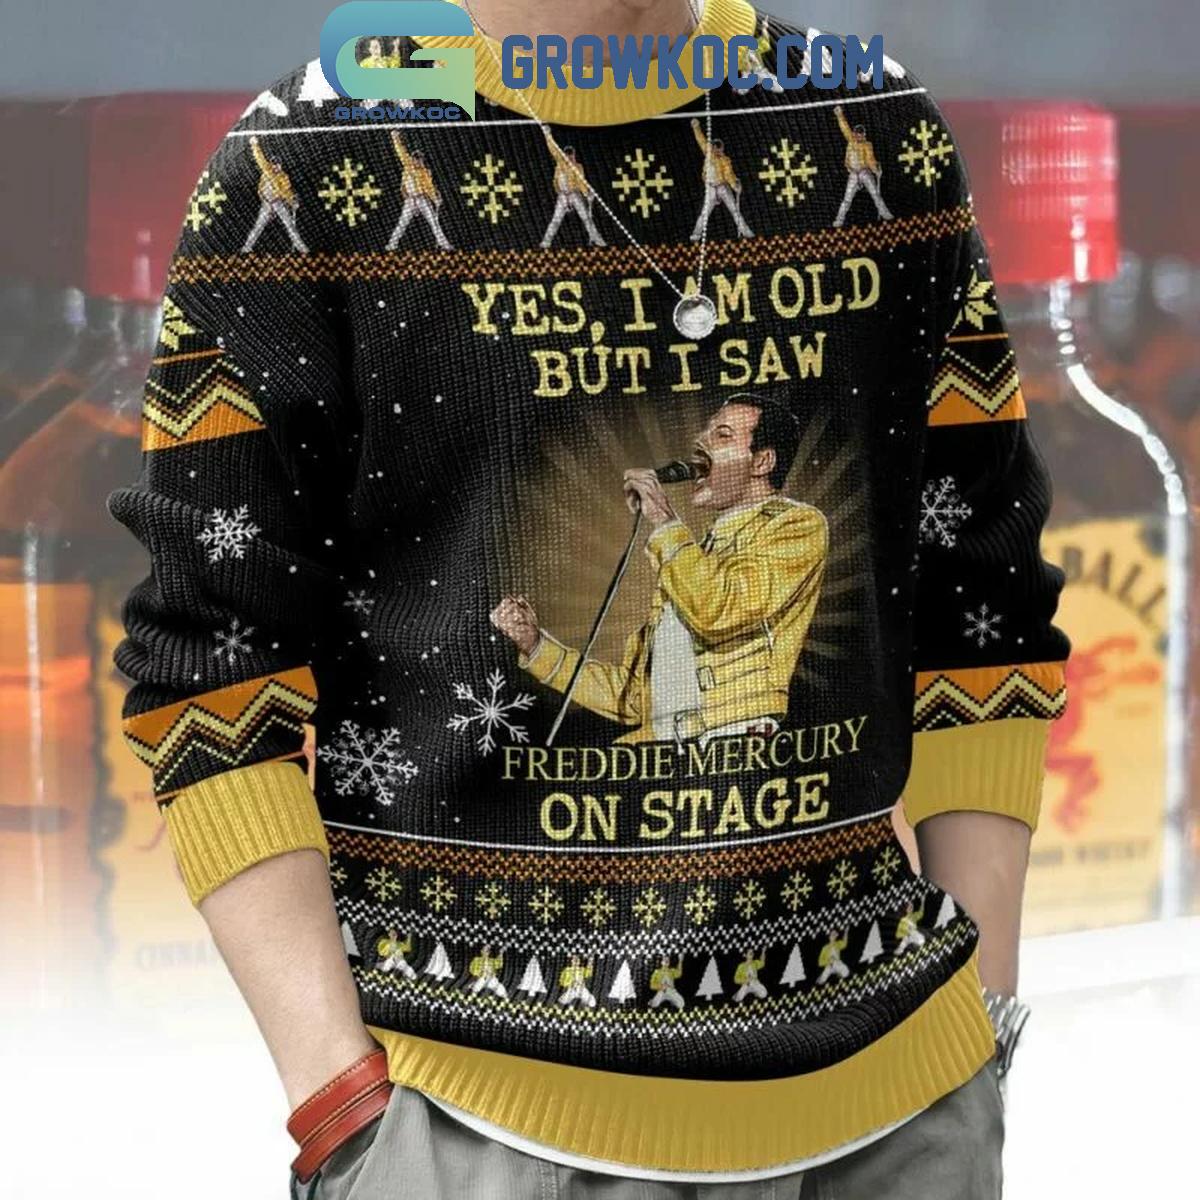 GROWKOC.COM
GROWKOC
YES, I AM OLD
BUT I SAW
FREDDIE MERCURY
ON STAGE